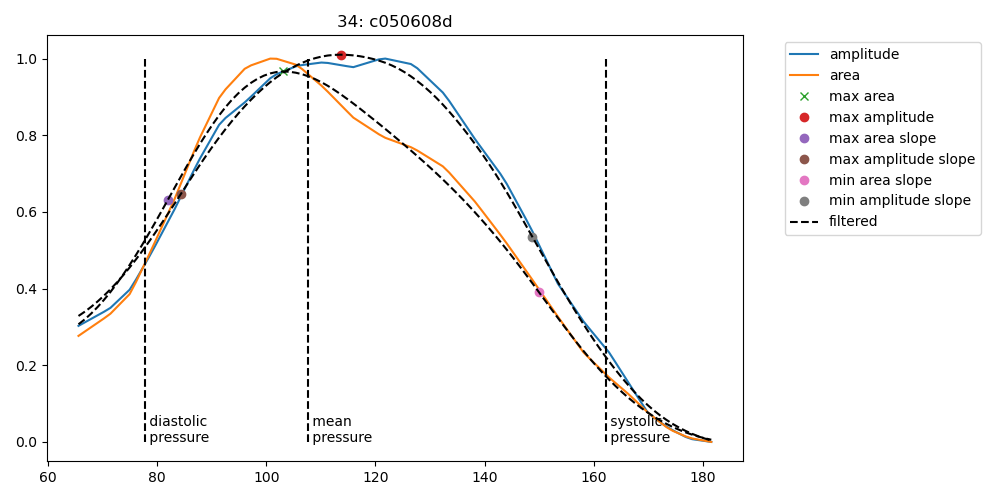 34: c050608d
1.0
0.8
0.6
0.4
0.2
0.0
60
80
100
120
140
160
180
diastolic
pressure
mean
pressure
systolic
pressure
amplitude
area
max area
max amplitude
max area slope
max amplitude slope
min area slope
min amplitude slope
filtered